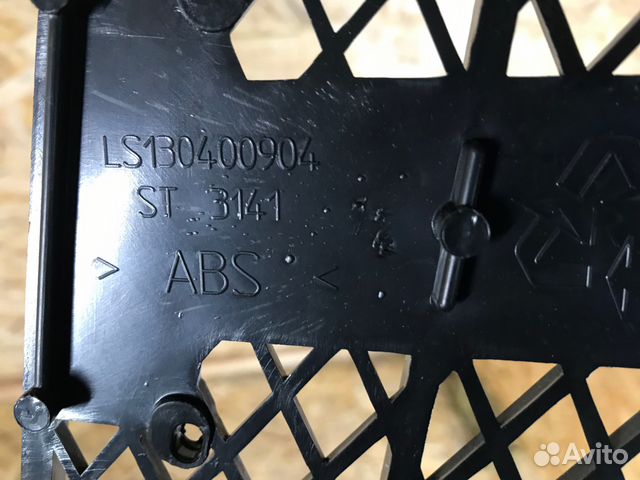 LS130400904
ST 3141
> ABS <
Avito